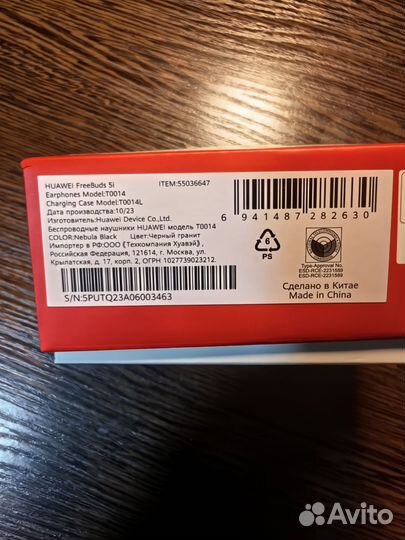 HUAWEI FreeBuds 5i ITEM:55036647
Earphones Model:T0014
Charging Case Model:T0014L
Дата производства:10/23
Изготовитель:Huawei Device Co.,Ltd.
Беспроводные наушники HUAWEI модель T0014
COLOR:Nebula Black Цвет:Черный гранит
Импортер в РФ:ООО «Техкомпания Хуавэй»,
Российская Федерация, 121614, г. Москва, ул.
Крылатская, д. 17, корп. 2, ОГРН 1027739023212.
S/N:5PUTQ23A06003463
6 941487 282630
6
PS
Type-Approval No.
ESD-RCE-2231589
ESD-RCE-2231589
Сделано в Китае
Made in China
Avito